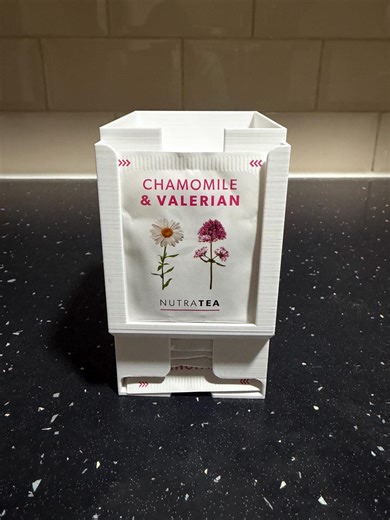 CHAMOMILE
& VALERIAN
NUTRATEA